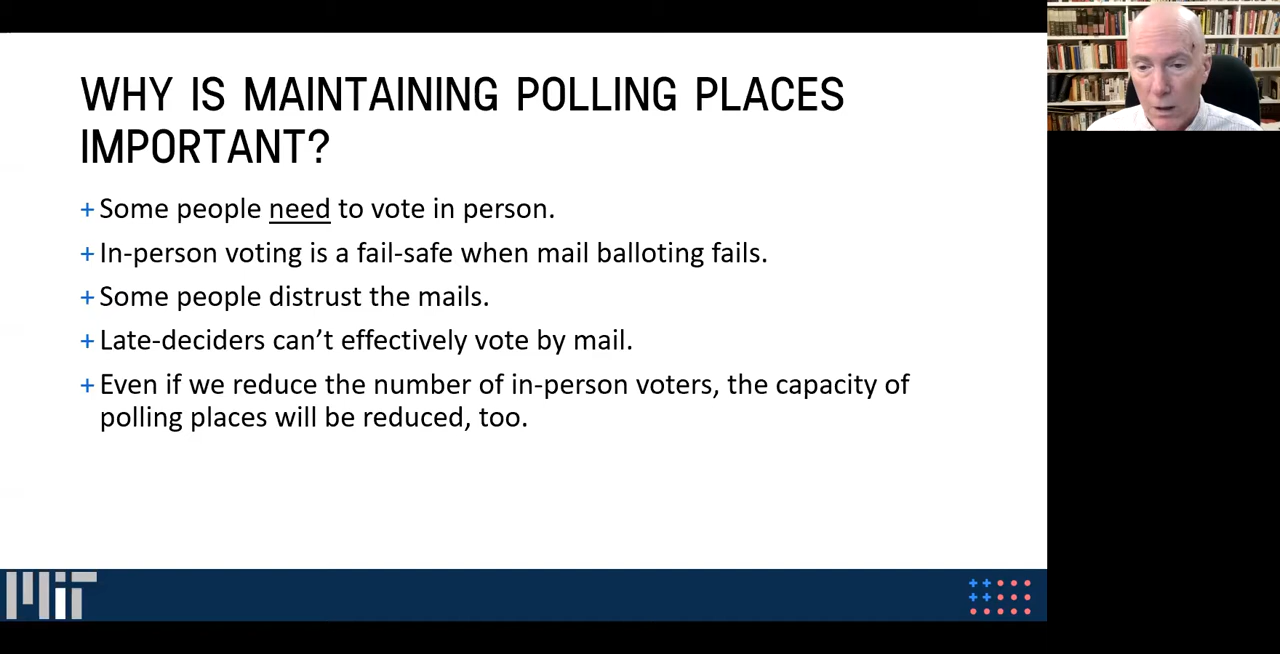 WHY IS MAINTAINING POLLING PLACES
IMPORTANT?
+ Some people need to vote in person.
+ In-person voting is a fail-safe when mail balloting fails.
+ Some people distrust the mails.
+ Late-deciders can’t effectively vote by mail.
+ Even if we reduce the number of in-person voters, the capacity of
polling places will be reduced, too.
MIT